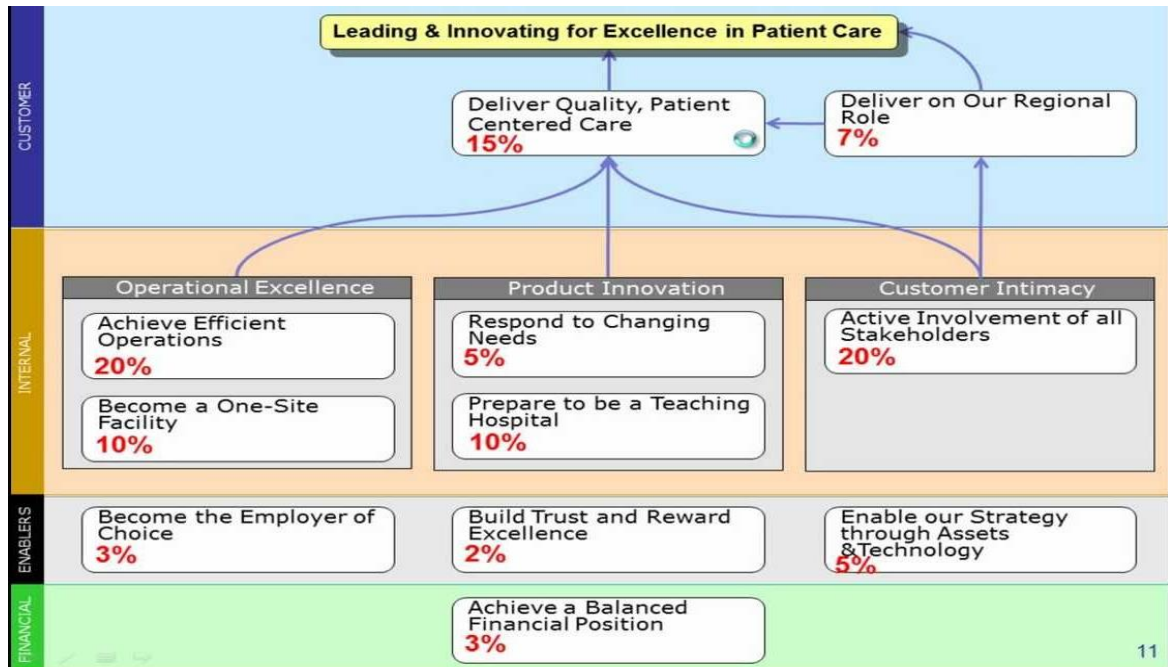 CUSTOMER
Leading & Innovating for Excellence in Patient Care
Deliver Quality, Patient
Centered Care
15%
Deliver on Our Regional
Role
7%
INTERNAL
Operational Excellence
Achieve Efficient
Operations
20%
Become a One-Site
Facility
10%
Product Innovation
Respond to Changing
Needs
5%
Prepare to be a Teaching
Hospital
10%
Customer Intimacy
Active Involvement of all
Stakeholders
20%
ENABLERS
Become the Employer of
Choice
3%
Build Trust and Reward
Excellence
2%
Enable our Strategy
through Assets
&Technology
5%
FINANCIAL
Achieve a Balanced
Financial Position
3%
11